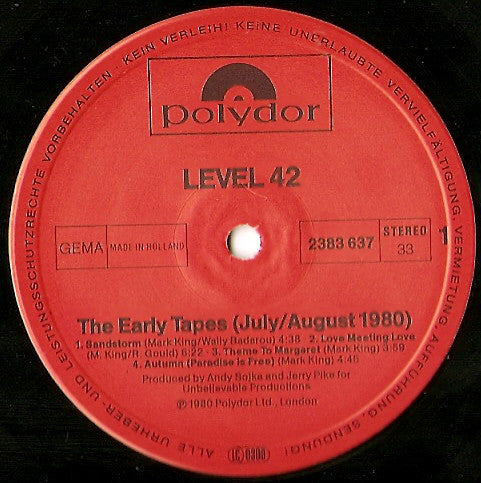 ALLE URHEBER- UND LEISTUNGSSCHUTZRECHTE VORBEHALTEN · KEIN VERLEIH! KEINE UNERLAUBTE VERVIELFÄLTIGUNG, VERMIETUNG, AUFFÜHRUNG, SENDUNG!
polydor
LEVEL 42
GEMA MADE IN HOLLAND
2383 637 STEREO 33 1
The Early Tapes (July/August 1980)
1. Sandstorm (Mark King/Wally Badarou) 4:38 · 2. Love Meeting Love
(M. King/R. Gould) 6:22 · 3. Theme To Margaret (Mark King) 3:59
4. Autumn (Paradise is Free) (Mark King) 4:45
Produced by Andy Sojka and Jerry Pike for
Unbelievable Productions
℗ 1980 Polydor Ltd., London
LC 0309